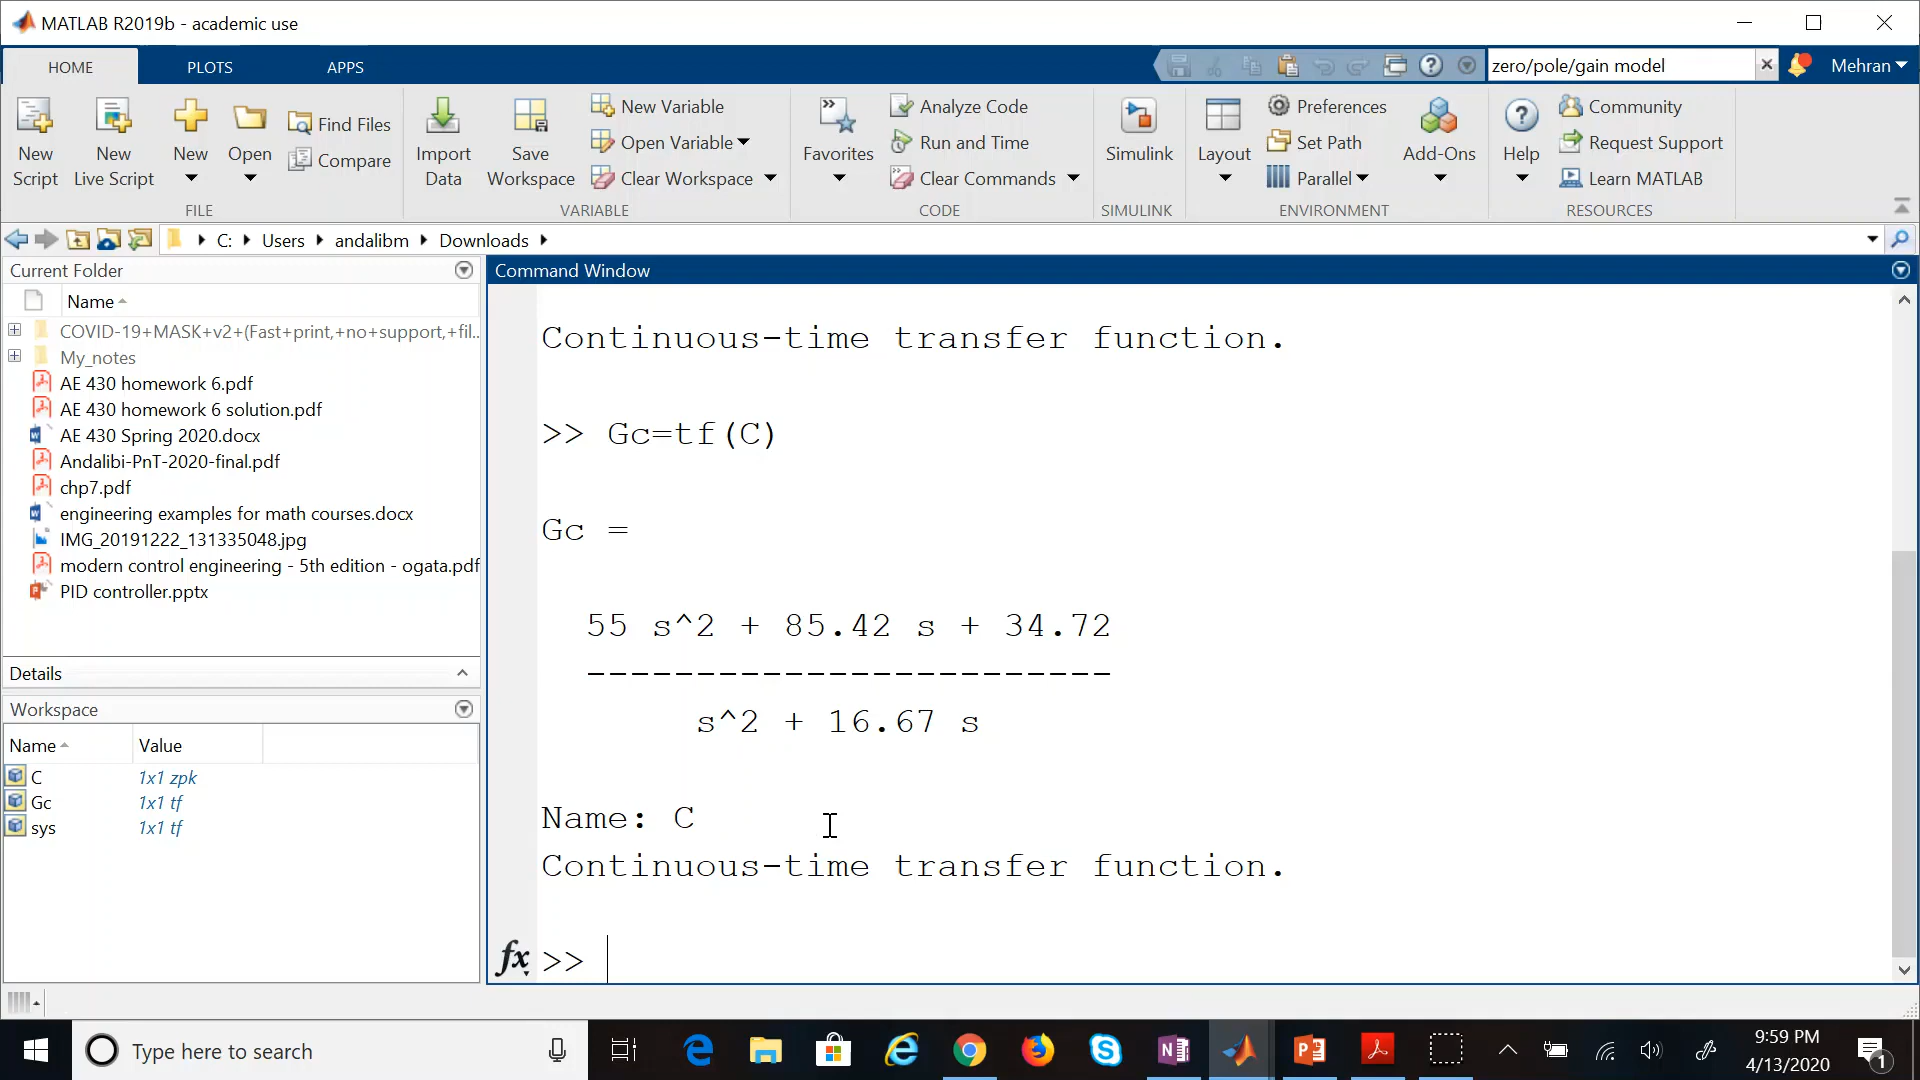 MATLAB R2019b - academic use
HOME
PLOTS
APPS
zero/pole/gain model
Mehran
New Script
New Live Script
New
Open
Find Files
Compare
Import Data
Save Workspace
New Variable
Open Variable
Clear Workspace
Favorites
Analyze Code
Run and Time
Clear Commands
Simulink
Layout
Preferences
Set Path
Parallel
Add-Ons
Help
Community
Request Support
Learn MATLAB
FILE
VARIABLE
CODE
SIMULINK
ENVIRONMENT
RESOURCES
C: Users andalibm Downloads
Current Folder
Name
COVID-19+MASK+v2+(Fast+print,+no+support,+fil...
My_notes
AE 430 homework 6.pdf
AE 430 homework 6 solution.pdf
AE 430 Spring 2020.docx
Andalibi-PnT-2020-final.pdf
chp7.pdf
engineering examples for math courses.docx
IMG_20191222_131335048.jpg
modern control engineering - 5th edition - ogata.pdf
PID controller.pptx
Details
Workspace
Name Value
C 1x1 zpk
Gc 1x1 tf
sys 1x1 tf
Command Window
Continuous-time transfer function.
>> Gc=tf(C)
Gc =
55 s^2 + 85.42 s + 34.72
------------------------
s^2 + 16.67 s
Name: C
Continuous-time transfer function.
fx >>
Type here to search
9:59 PM
4/13/2020
1